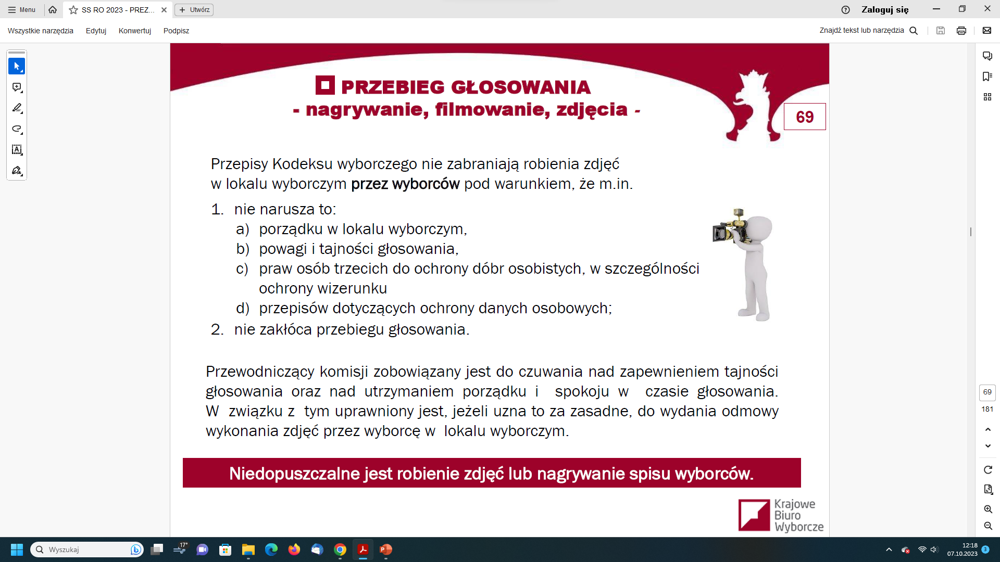 Menu
SS RO 2023 - PREZ...
Utwórz
Zaloguj się
Wszystkie narzędzia
Edytuj
Konwertuj
Podpisz
Znajdź tekst lub narzędzia
PRZEBIEG GŁOSOWANIA
- nagrywanie, filmowanie, zdjęcia -
69
Przepisy Kodeksu wyborczego nie zabraniają robienia zdjęć
w lokalu wyborczym przez wyborców pod warunkiem, że m.in.
1. nie narusza to:
a) porządku w lokalu wyborczym,
b) powagi i tajności głosowania,
c) praw osób trzecich do ochrony dóbr osobistych, w szczególności
ochrony wizerunku
d) przepisów dotyczących ochrony danych osobowych;
2. nie zakłóca przebiegu głosowania.
Przewodniczący komisji zobowiązany jest do czuwania nad zapewnieniem tajności
głosowania oraz nad utrzymaniem porządku i spokoju w czasie głosowania.
W związku z tym uprawniony jest, jeżeli uzna to za zasadne, do wydania odmowy
wykonania zdjęć przez wyborcę w lokalu wyborczym.
Niedopuszczalne jest robienie zdjęć lub nagrywanie spisu wyborców.
Krajowe
Biuro
Wyborcze
69
181
Wyszukaj
17°
12:18
07.10.2023
3